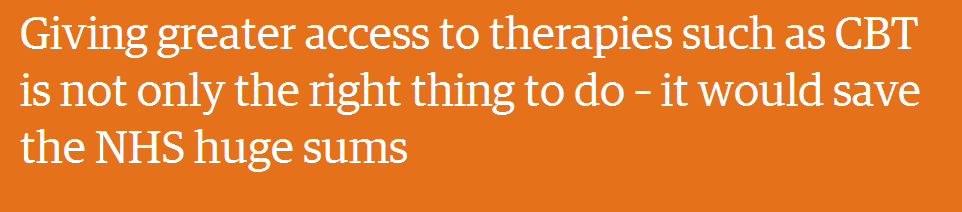 Giving greater access to therapies such as CBT
is not only the right thing to do – it would save
the NHS huge sums